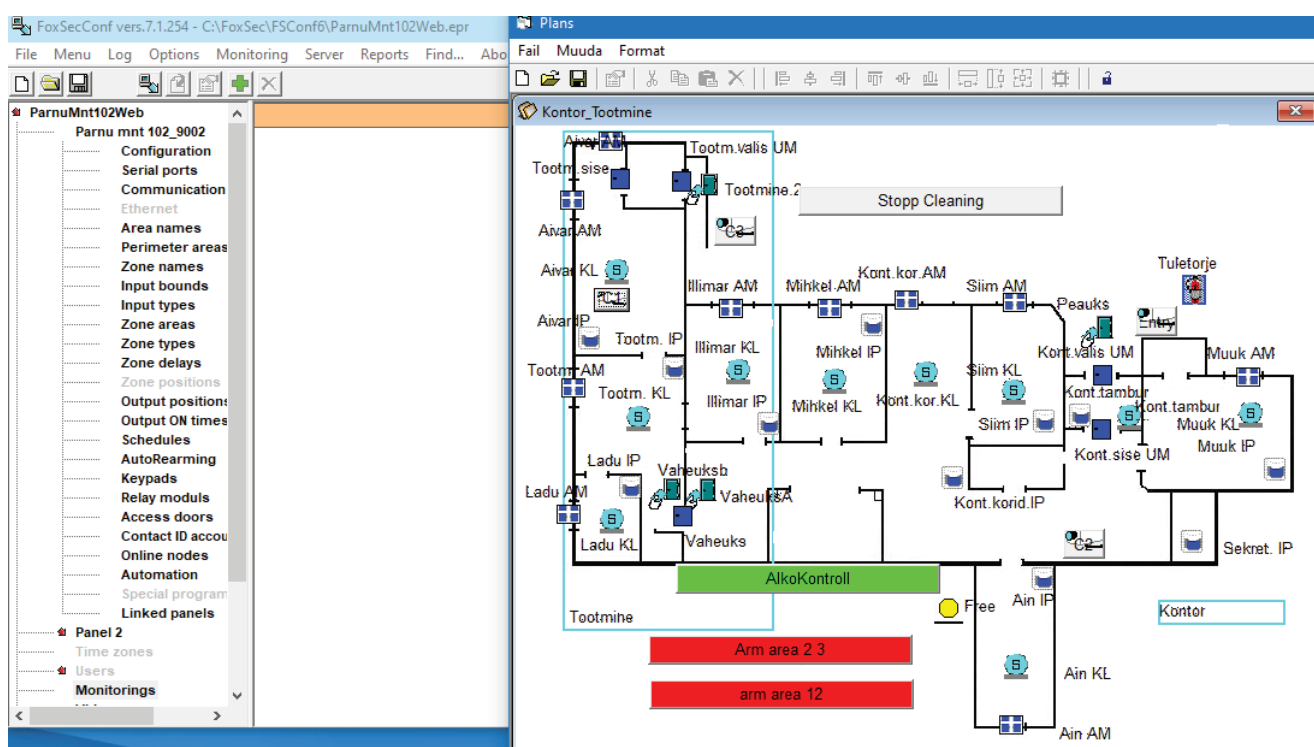 FoxSecConf vers.7.1.254 - C:\FoxSec\FSConf6\ParnuMnt102Web.epr
File Menu Log Options Monitoring Server Reports Find... Abo
ParnuMnt102Web
Parnu mnt 102_9002
Configuration
Serial ports
Communication
Ethernet
Area names
Perimeter areas
Zone names
Input bounds
Input types
Zone areas
Zone types
Zone delays
Zone positions
Output positions
Output ON times
Schedules
AutoRearming
Keypads
Relay moduls
Access doors
Contact ID accou
Online nodes
Automation
Special program
Linked panels
Panel 2
Time zones
Users
Monitorings
Plans
Fail Muuda Format
Kontor_Tootmine
Aivar AM
Tootm.valis UM
Tootm.sise
Tootmine.2
Stopp Cleaning
C3
Aivar AM
Aivar KL
S
C1
Aivar IP
Tootm. IP
Illimar AM
Mihkel AM
Kont.kor.AM
Siim AM
Tuletorje
Peauks
Entry
Kont.valis UM
Muuk AM
Illimar KL
Mihkel IP
Siim KL
Tootm AM
Tootm. KL
Illimar IP
Mihkel KL
Kont.kor.KL
Kont.tambur
Kont.tambur
Siim IP
Muuk KL
Kont.sise UM
Muuk IP
Ladu IP
Vaheuksb
Ladu AM
VaheuksA
Kont.korid.IP
Ladu KL
Vaheuks
C2
Sekret. IP
AlkoKontroll
Free
Ain IP
Kontor
Tootmine
Arm area 2 3
Ain KL
arm area 12
Ain AM